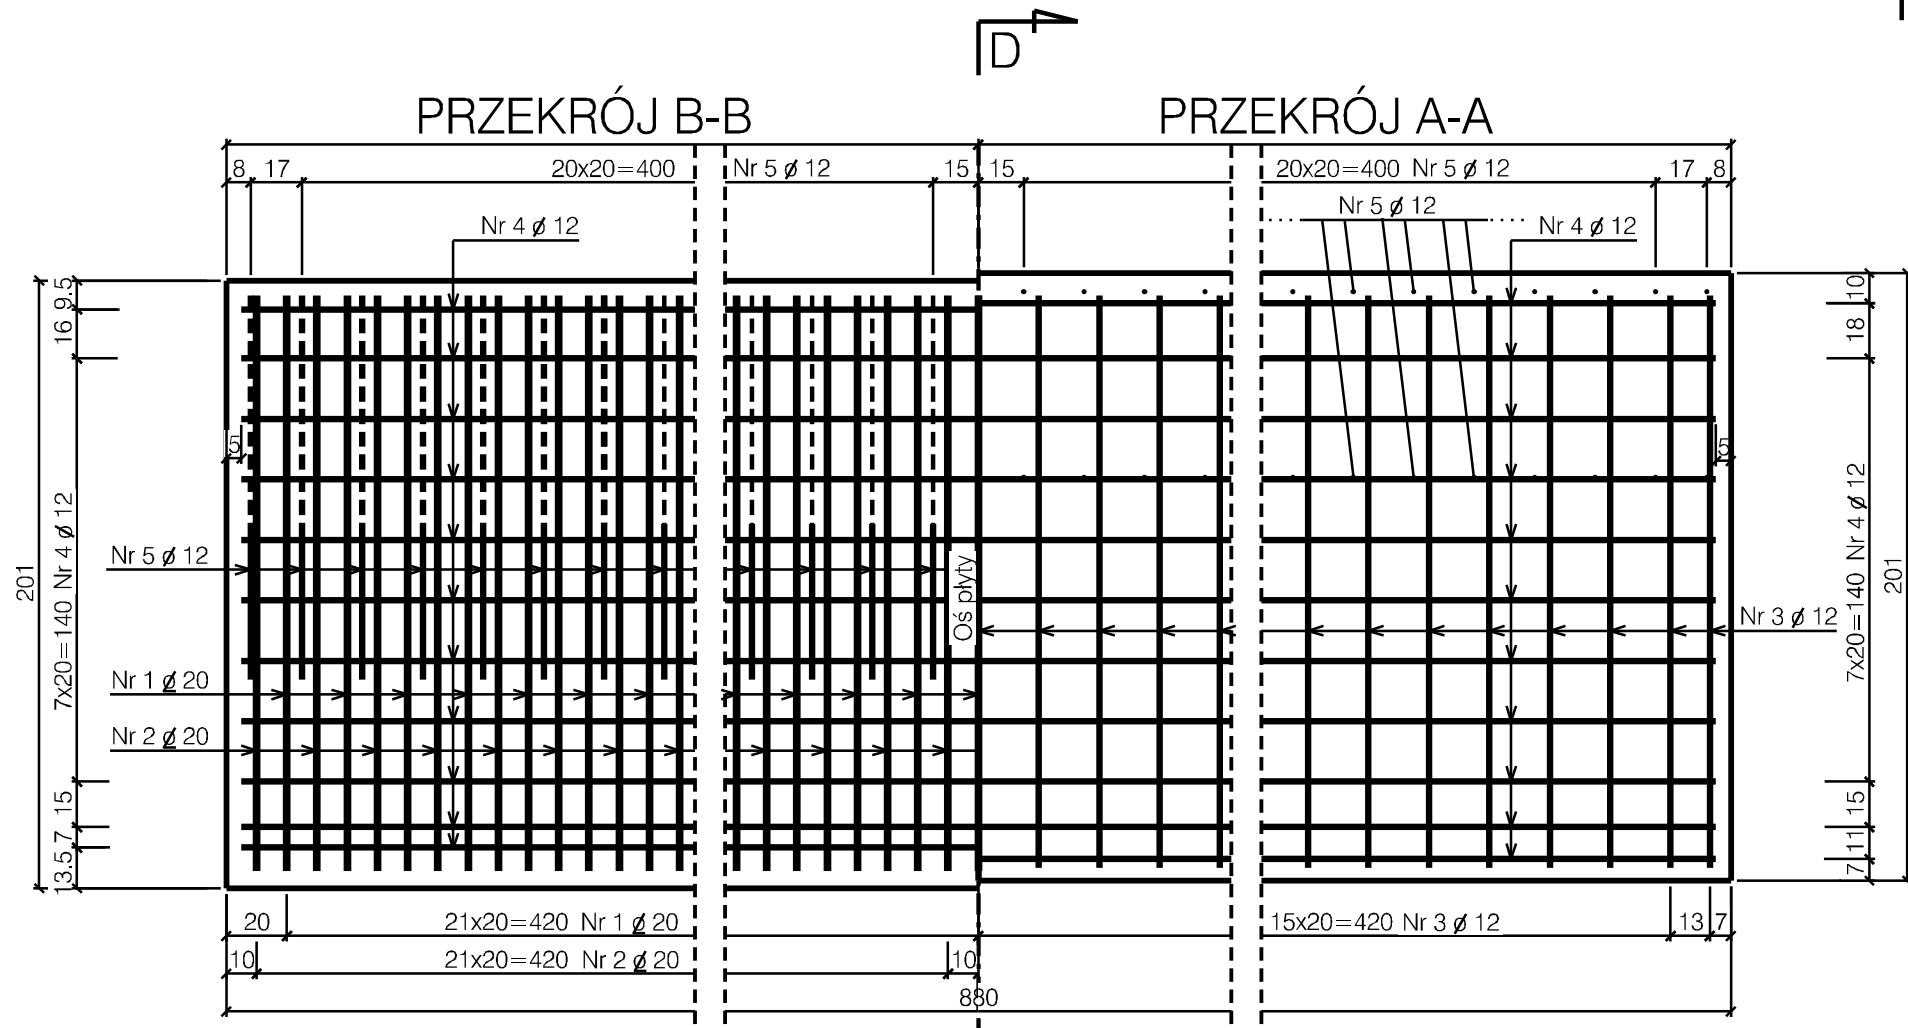 D
PRZEKRÓJ B-B
PRZEKRÓJ A-A
8
17
20x20=400
Nr 5 ø 12
15
15
20x20=400 Nr 5 ø 12
17
8
Nr 5 ø 12
Nr 4 ø 12
Nr 4 ø 12
9.5
16
7x20=140 Nr 4 ø 12
15
7
13.5
201
5
Nr 5 ø 12
Nr 1 ø 20
Nr 2 ø 20
Oś płyty
5
Nr 3 ø 12
10
18
7x20=140 Nr 4 ø 12
15
11
7
201
20
21x20=420 Nr 1 ø 20
15x20=420 Nr 3 ø 12
13
7
10
21x20=420 Nr 2 ø 20
10
880